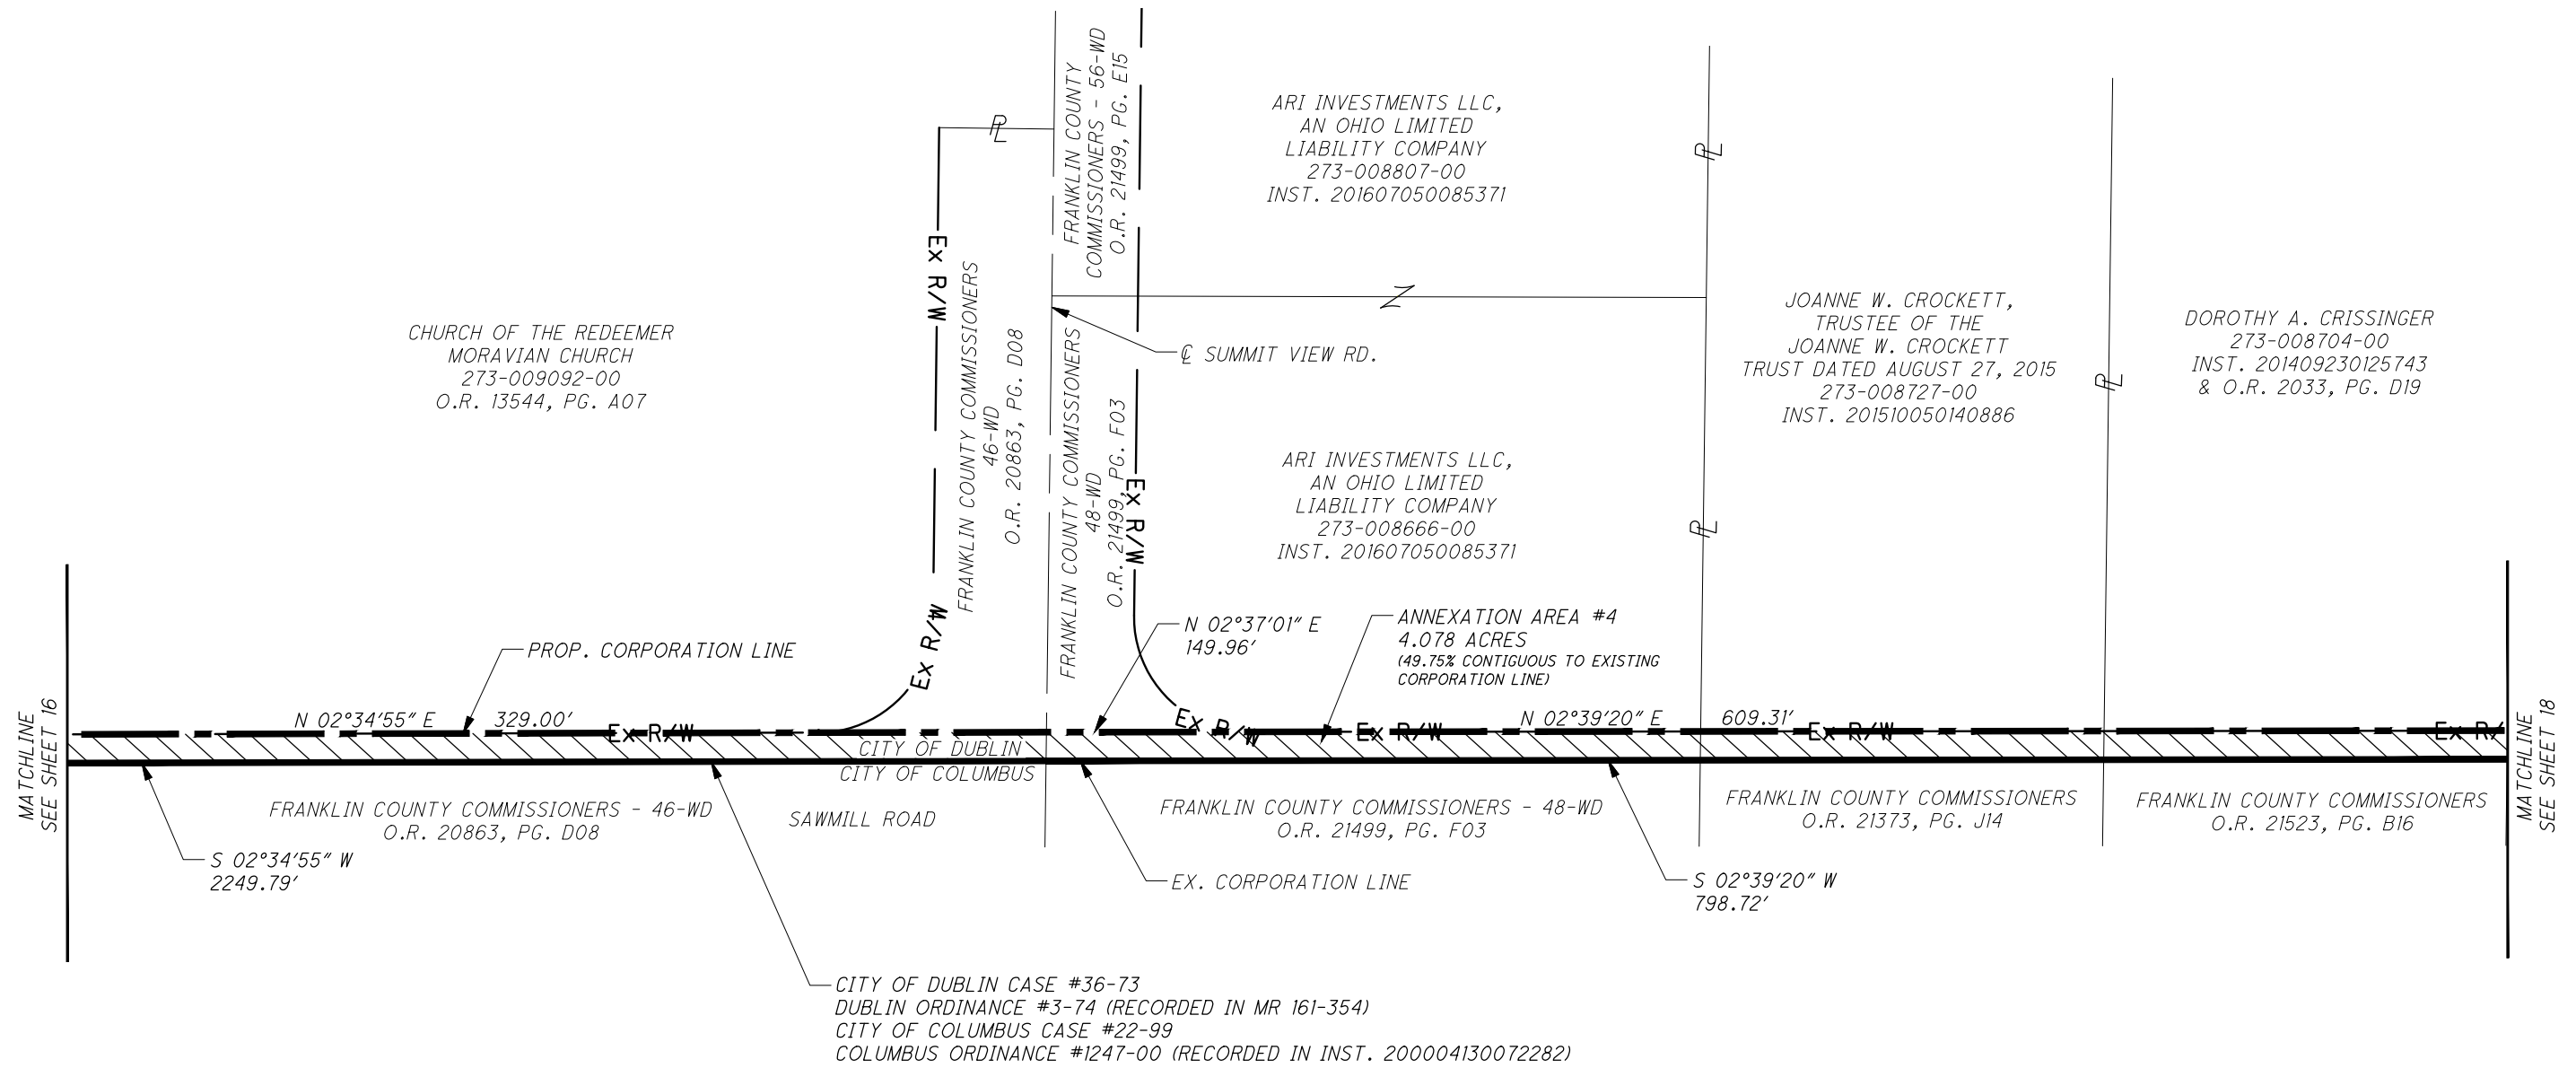 FRANKLIN COUNTY
COMMISSIONERS - 56-WD
O.R. 21499, PG. E15
ARI INVESTMENTS LLC,
AN OHIO LIMITED
LIABILITY COMPANY
273-008807-00
INST. 201607050085371
PL
PL
CHURCH OF THE REDEEMER
MORAVIAN CHURCH
273-009092-00
O.R. 13544, PG. A07
Ex R/W
FRANKLIN COUNTY COMMISSIONERS
46-WD
O.R. 20863, PG. D08
FRANKLIN COUNTY COMMISSIONERS
48-WD
O.R. 21499, PG. F03
Ex R/W
℄ SUMMIT VIEW RD.
JOANNE W. CROCKETT,
TRUSTEE OF THE
JOANNE W. CROCKETT
TRUST DATED AUGUST 27, 2015
273-008727-00
INST. 201510050140886
PL
DOROTHY A. CRISSINGER
273-008704-00
INST. 201409230125743
& O.R. 2033, PG. D19
ARI INVESTMENTS LLC,
AN OHIO LIMITED
LIABILITY COMPANY
273-008666-00
INST. 201607050085371
PL
Ex R/W
PROP. CORPORATION LINE
N 02°37'01" E
149.96'
ANNEXATION AREA #4
4.078 ACRES
(49.75% CONTIGUOUS TO EXISTING
CORPORATION LINE)
MATCHLINE
SEE SHEET 16
N 02°34'55" E 329.00'
Ex R/W
Ex R/W
Ex R/W
N 02°39'20" E 609.31'
Ex R/W
Ex R/
MATCHLINE
SEE SHEET 18
CITY OF DUBLIN
CITY OF COLUMBUS
FRANKLIN COUNTY COMMISSIONERS - 46-WD
O.R. 20863, PG. D08
SAWMILL ROAD
FRANKLIN COUNTY COMMISSIONERS - 48-WD
O.R. 21499, PG. F03
FRANKLIN COUNTY COMMISSIONERS
O.R. 21373, PG. J14
FRANKLIN COUNTY COMMISSIONERS
O.R. 21523, PG. B16
S 02°34'55" W
2249.79'
EX. CORPORATION LINE
S 02°39'20" W
798.72'
CITY OF DUBLIN CASE #36-73
DUBLIN ORDINANCE #3-74 (RECORDED IN MR 161-354)
CITY OF COLUMBUS CASE #22-99
COLUMBUS ORDINANCE #1247-00 (RECORDED IN INST. 200004130072282)